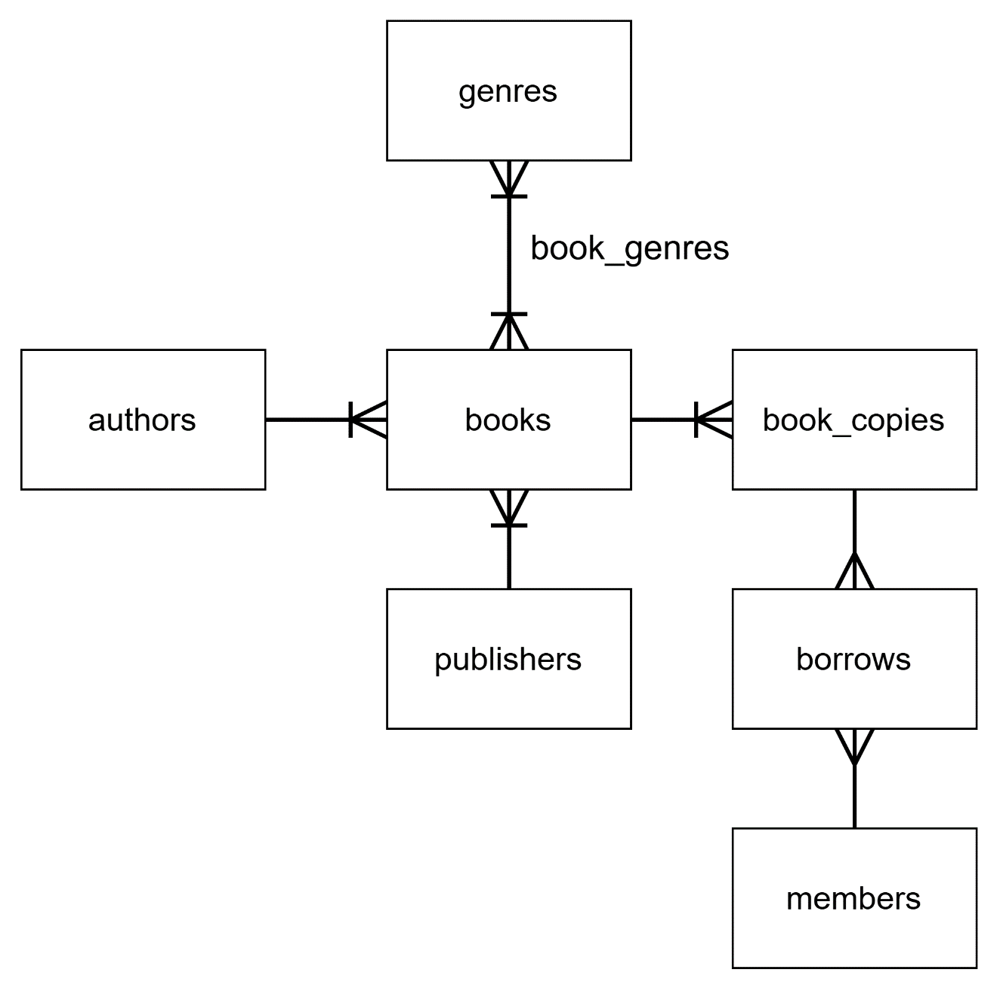 genres
book_genres
authors
books
book_copies
publishers
borrows
members